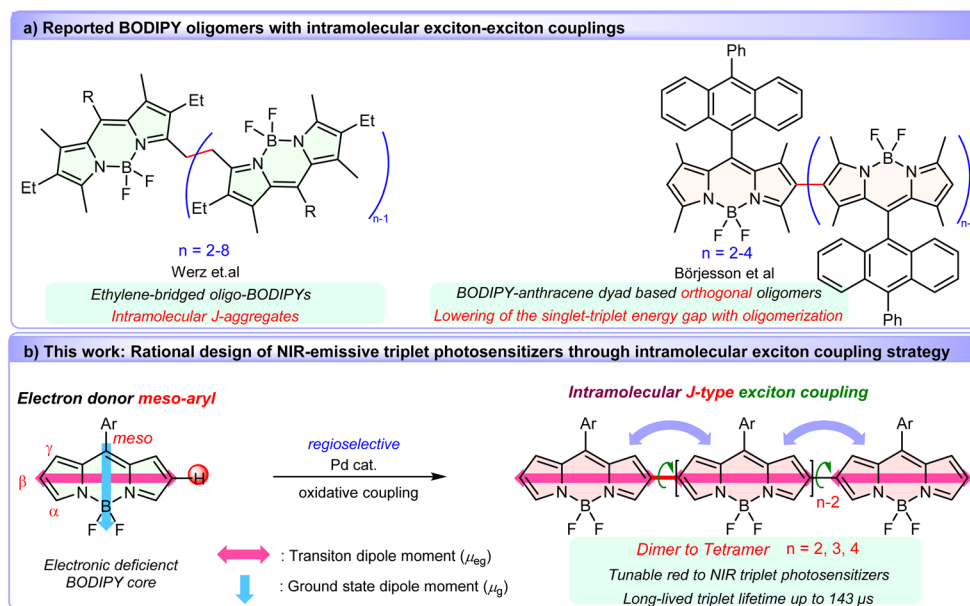 a) Reported BODIPY oligomers with intramolecular exciton-exciton couplings
R
Et
N
N
B
F
F
Et
F
F
B
N
N
Et
Et
R
n-1
n = 2-8
Werz et.al
Ethylene-bridged oligo-BODIPYs
Intramolecular J-aggregates
Ph
N
N
B
F
F
F
F
B
N
N
n-
Ph
n = 2-4
Börjesson et al
BODIPY-anthracene dyad based orthogonal oligomers
Lowering of the singlet-triplet energy gap with oligomerization
b) This work: Rational design of NIR-emissive triplet photosensitizers through intramolecular exciton coupling strategy
Electron donor meso-aryl
Ar
meso
γ
β
α
H
N
N
B
F
F
Electronic deficienct
BODIPY core
regioselective
Pd cat.
oxidative coupling
: Transiton dipole moment (μeg)
: Ground state dipole moment (μg)
Intramolecular J-type exciton coupling
Ar
Ar
Ar
N
N
N
N
N
N
B
B
B
F
F
F
F
F
F
n-2
Dimer to Tetramer n = 2, 3, 4
Tunable red to NIR triplet photosensitizers
Long-lived triplet lifetime up to 143 μs